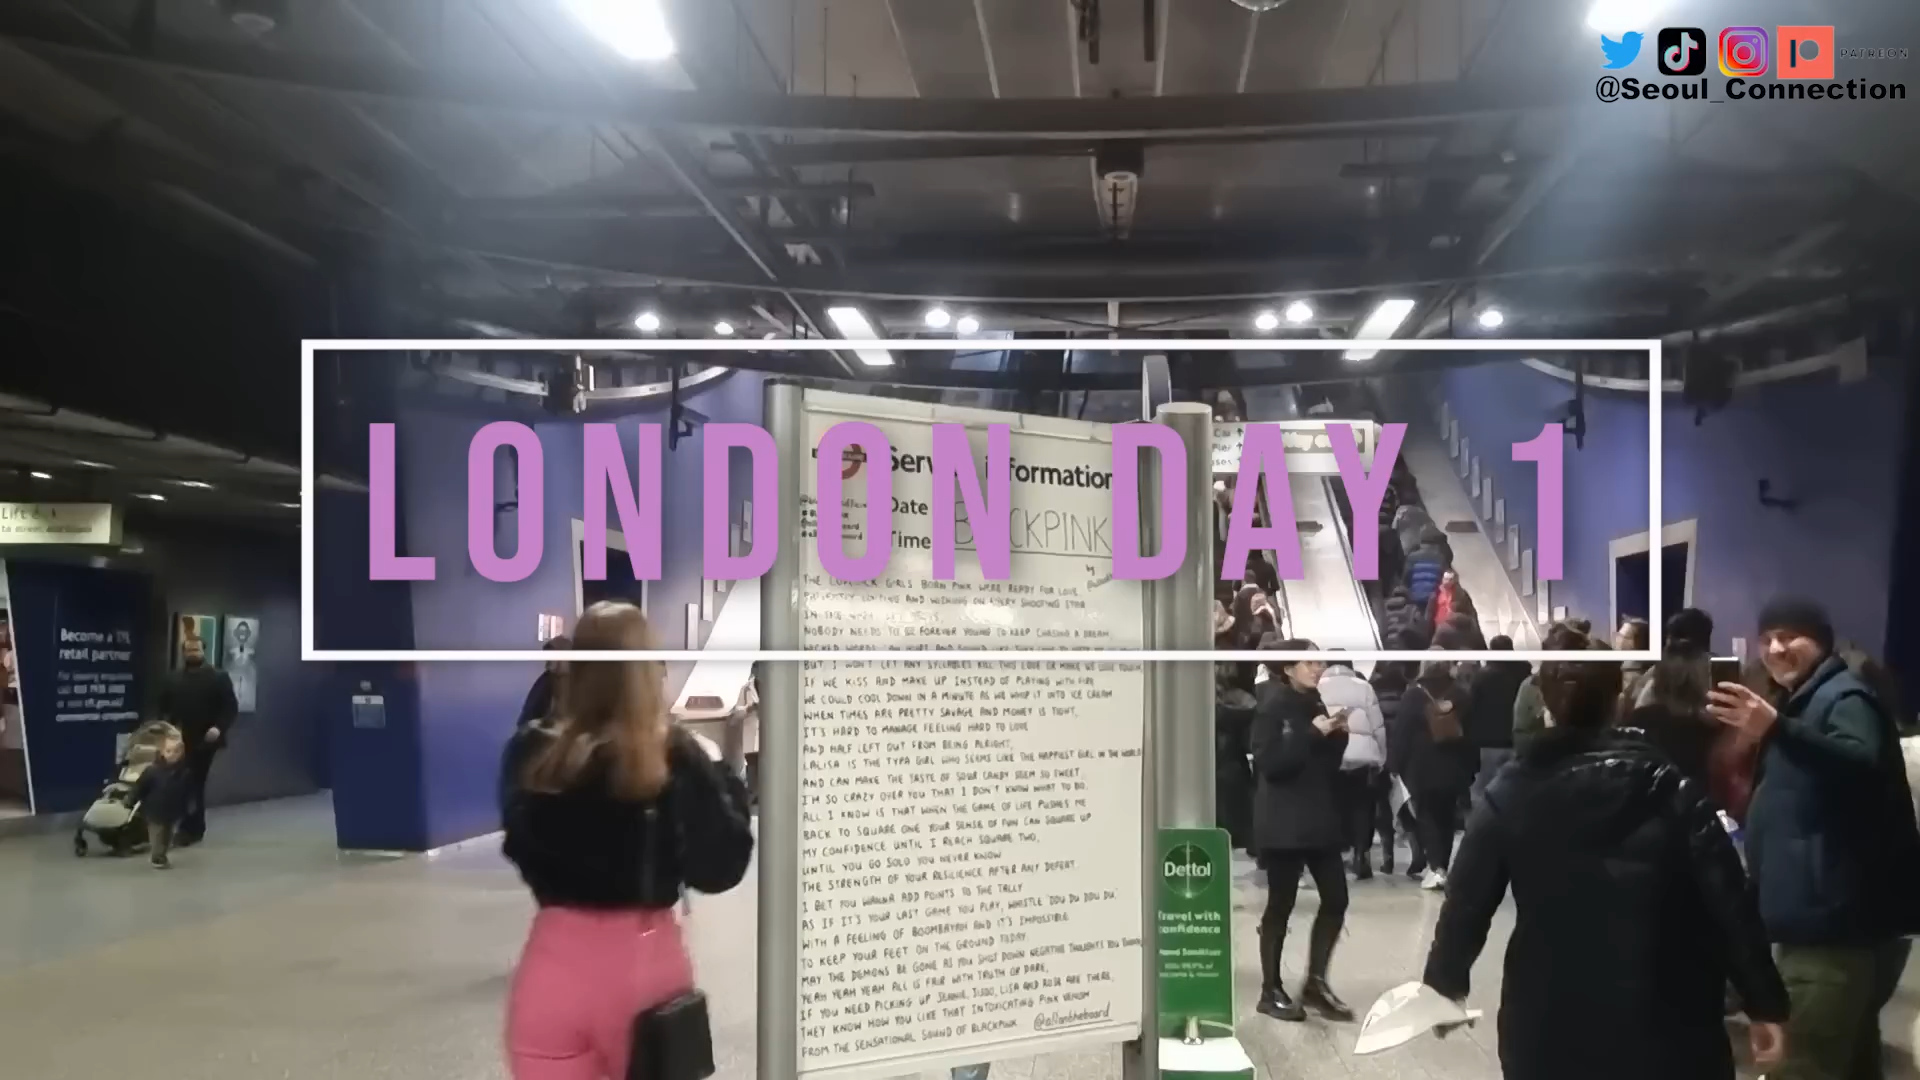 PATREON
@Seoul_Connection
LONDON DAY 1
Service information
Date BLACKPINK
Time
THE LOVESICK GIRLS BORN PINK WERE READY FOR LOVE,
PATIENTLY WAITING AND WISHING ON EVERY SHOOTING STAR
NOBODY NEEDS TO BE FOREVER YOUNG TO KEEP CHASING A DREAM
BUT I WON'T LET ANY SYLLABLES KILL THIS LOVE OR MAKE US LOSE
IF WE KISS AND MAKE UP INSTEAD OF PLAYING WITH FIRE
WE COULD COOL DOWN IN A MINUTE AS WE WHIP IT INTO ICE CREAM
WHEN TIMES ARE PRETTY SAVAGE AND MONEY IS TIGHT,
IT'S HARD TO MANAGE FEELING HARD TO LOVE
AND HALF LEFT OUT FROM BEING ALRIGHT,
LALISA IS THE TYPA GIRL WHO SEEMS LIKE THE HAPPIEST GIRL IN THE WORLD
AND CAN MAKE THE TASTE OF SOUR CANDY SEEM SO SWEET.
I'M SO CRAZY OVER YOU THAT I DON'T KNOW WHAT TO DO.
ALL I KNOW IS THAT WHEN THE GAME OF LIFE PUSHES ME
BACK TO SQUARE ONE YOUR SENSE OF FUN CAN SQUARE UP
MY CONFIDENCE UNTIL I REACH SQUARE TWO,
UNTIL YOU GO SOLO YOU NEVER KNOW
THE STRENGTH OF YOUR RESILIENCE AFTER ANY DEFEAT.
I BET YOU WANNA ADD POINTS TO THE TALLY
AS IF IT'S YOUR LAST GAME YOU PLAY, WHISTLE 'DDU DU DDU DU'
WITH A FEELING OF BOOMBAYAH AND IT'S IMPOSSIBLE
TO KEEP YOUR FEET ON THE GROUND TODAY.
MAY THE DEMONS BE GONE AS YOU SHUT DOWN NEGATIVE THOUGHTS YOU
YEAH YEAH YEAH ALL IS FAIR WITH TRUTH OR DARE,
IF YOU NEED PICKING UP JENNIE, JISOO, LISA AND ROSÉ ARE THERE,
THEY KNOW HOW YOU LIKE THAT INTOXICATING PINK VENOM
FROM THE SENSATIONAL SOUND OF BLACKPINK. @allontheboard
Become a TfL
retail partner
Dettol
Travel with
confidence